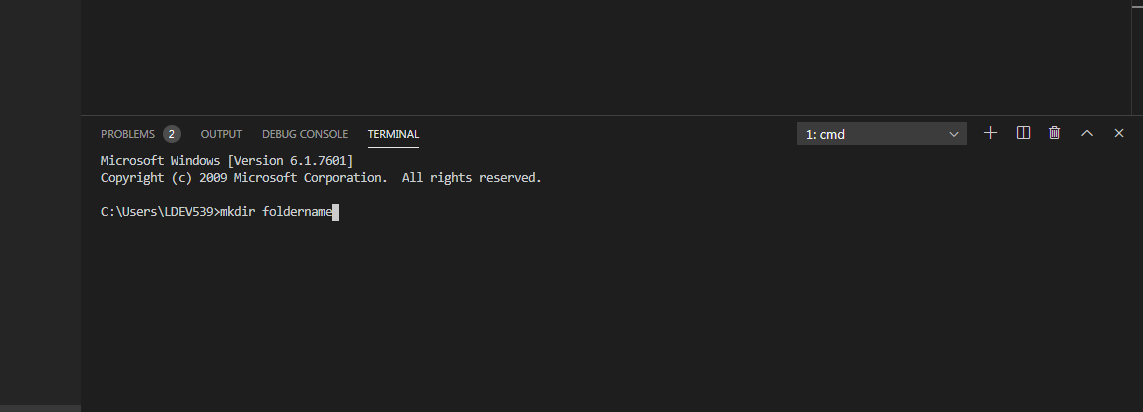 PROBLEMS 2 OUTPUT DEBUG CONSOLE TERMINAL 1: cmd
Microsoft Windows [Version 6.1.7601]
Copyright (c) 2009 Microsoft Corporation.  All rights reserved.
C:\Users\LDEV539>mkdir foldername